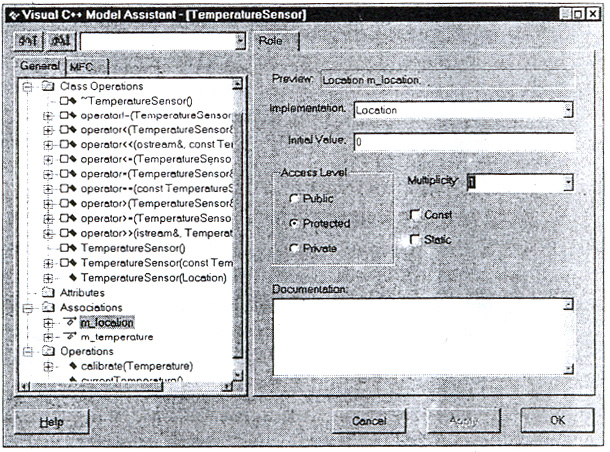 Visual C++ Model Assistant - [TemperatureSensor]
Role
General MFC
Preview: Location m_location;
Implementation: Location
Initial Value: 0
Access Level
Multiplicity: 1
Public
Protected
Private
Const
Static
Documentation:
Class Operations
~TemperatureSensor()
operator!=(TemperatureSensor
operator<(TemperatureSensor&
operator<<(ostream&, const Te
operator<=(TemperatureSenso
operator=(TemperatureSensor&
operator==(const TemperatureS
operator>(TemperatureSensor&
operator>=(TemperatureSenso
operator>>(istream&, Temperat
TemperatureSensor()
TemperatureSensor(const Tem
TemperatureSensor(Location)
Attributes
Associations
m_location
m_temperature
Operations
calibrate(Temperature)
currentTemperature()
Help
Cancel
Apply
OK